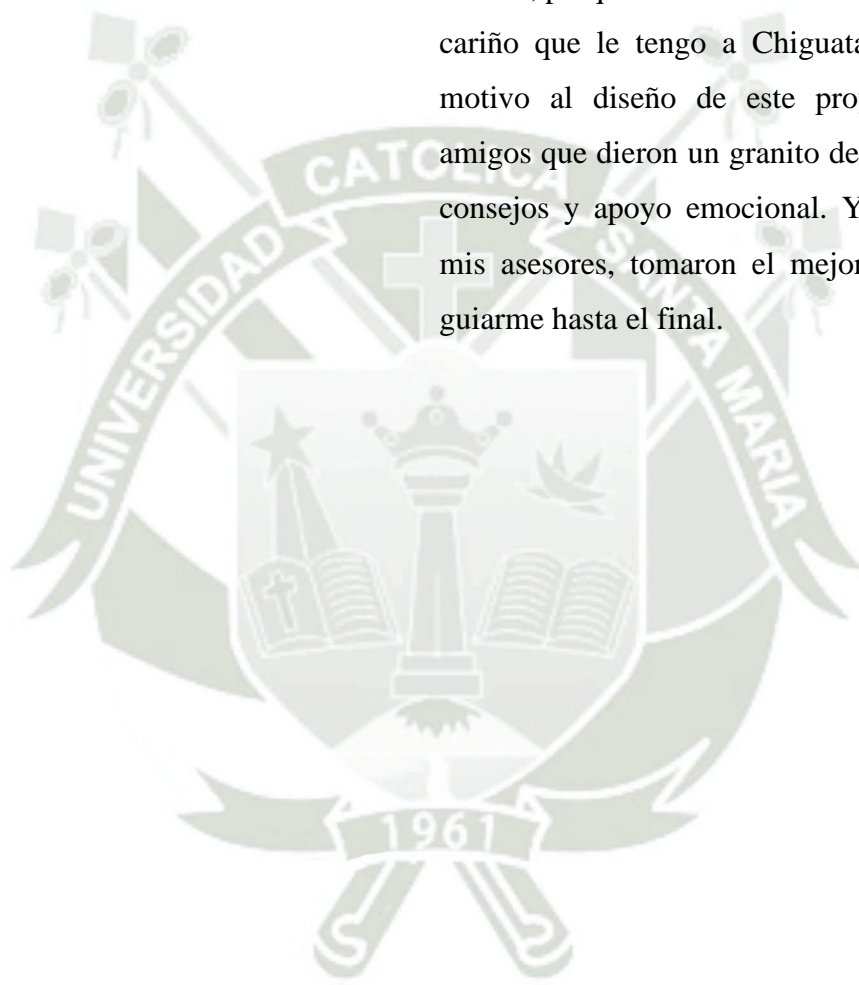 cariño que le tengo a Chiguata
motivo al diseño de este pro
amigos que dieron un granito de
consejos y apoyo emocional. Y
mis asesores, tomaron el mejor
guiarme hasta el final.
UNIVERSIDAD CATOLICA SANTA MARIA
1961